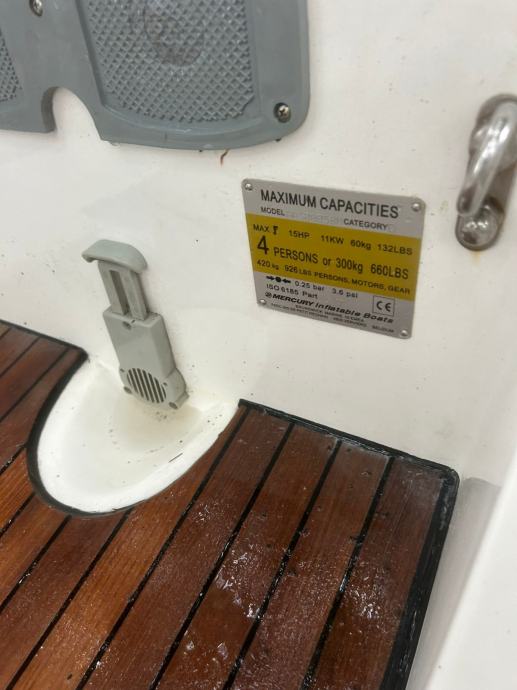 MAXIMUM CAPACITIES
MODEL CATEGORY
MAX 15HP 11KW 60kg 132LBS
4 PERSONS or 300kg 660LBS
420kg 926LBS PERSONS, MOTORS, GEAR
0.25 bar 3.6 psi
ISO 6185 Part CE
MERCURY inflatable Boats
BELGIUM